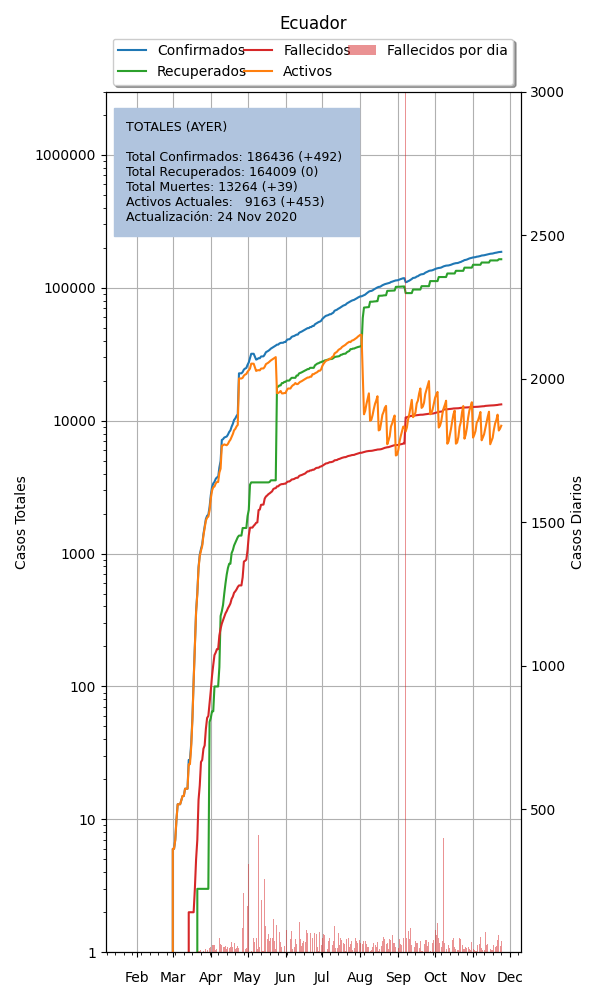 Ecuador
Confirmados Fallecidos Fallecidos por dia
Recuperados Activos
TOTALES (AYER)
Total Confirmados: 186436 (+492)
Total Recuperados: 164009 (0)
Total Muertes: 13264 (+39)
Activos Actuales: 9163 (+453)
Actualización: 24 Nov 2020
Casos Totales
1000000
100000
10000
1000
100
10
1
3000
2500
2000
1500
1000
500
Casos Diarios
Feb Mar Apr May Jun Jul Aug Sep Oct Nov Dec